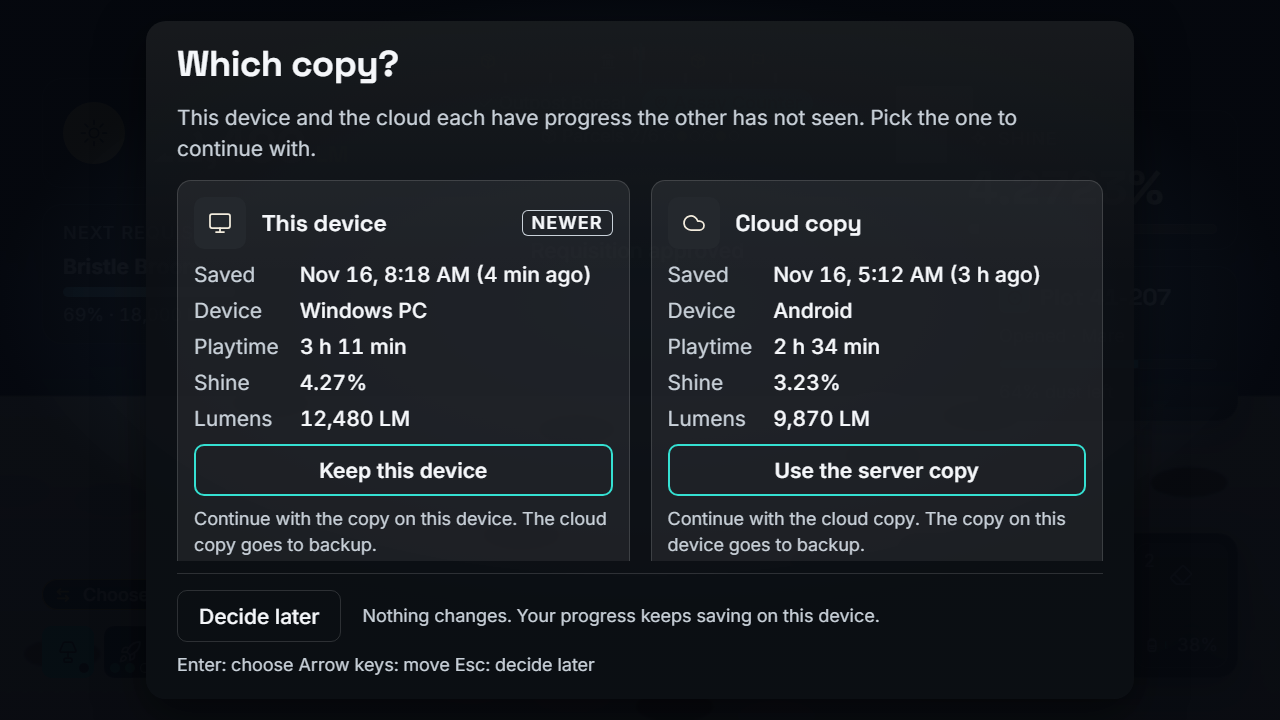 Which copy?
This device and the cloud each have progress the other has not seen. Pick the one to
continue with.
This device
NEWER
Saved Nov 16, 8:18 AM (4 min ago)
Device Windows PC
Playtime 3 h 11 min
Shine 4.27%
Lumens 12,480 LM
Keep this device
Continue with the copy on this device. The cloud
copy goes to backup.
Cloud copy
Saved Nov 16, 5:12 AM (3 h ago)
Device Android
Playtime 2 h 34 min
Shine 3.23%
Lumens 9,870 LM
Use the server copy
Continue with the cloud copy. The copy on this
device goes to backup.
Decide later
Nothing changes. Your progress keeps saving on this device.
Enter: choose Arrow keys: move Esc: decide later